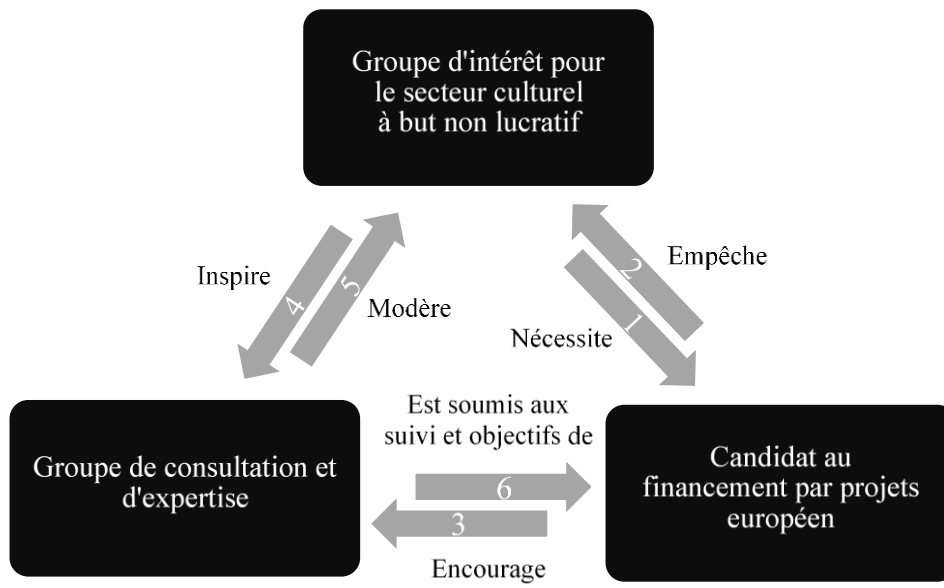 Groupe d'intérêt pour
le secteur culturel
à but non lucratif
Inspire
4
5
Modère
2
Empêche
1
Nécessite
Est soumis aux
suivi et objectifs de
6
3
Encourage
Groupe de consultation et
d'expertise
Candidat au
financement par projets
européen